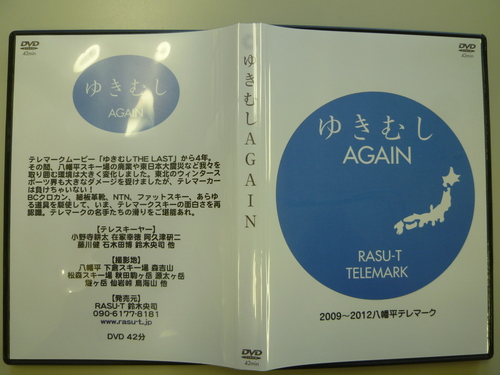 DVD
42min
ゆきむし
AGAIN
テレマークムービー「ゆきむしTHE LAST」から4年。
その間、八幡平スキー場の廃業や東日本大震災など我々を
取り囲む環境は大きく変化しました。東北のウィンタース
ポーツ界も大きなダメージを受けましたが、テレマーカー
は負けちゃいない!
BCクロカン、細板革靴、NTN、ファットスキー、あらゆ
る道具を駆使して、いま、テレマークスキーの面白さを再
認識。テレマークの名手たちの滑りをご堪能あれ。
【テレスキーヤー】
小野寺耕太 在家幸徳 阿久澤研二
藤川健 石木田博 鈴木央司 他
【撮影地】
八幡平 下倉スキー場 森吉山
松森スキー場 秋田駒ヶ岳 源太ヶ岳
ヶ岳 仙岩峠 鳥海山 他
【発売元】
RASU-T 鈴木央司
090-6177-8181
www.rasu-t.jp
DVD 42分
ゆきむしAGAIN
DVD
42min
ゆきむし
AGAIN
RASU-T
TELEMARK
2009～2012八幡平テレマーク
DVD
42min